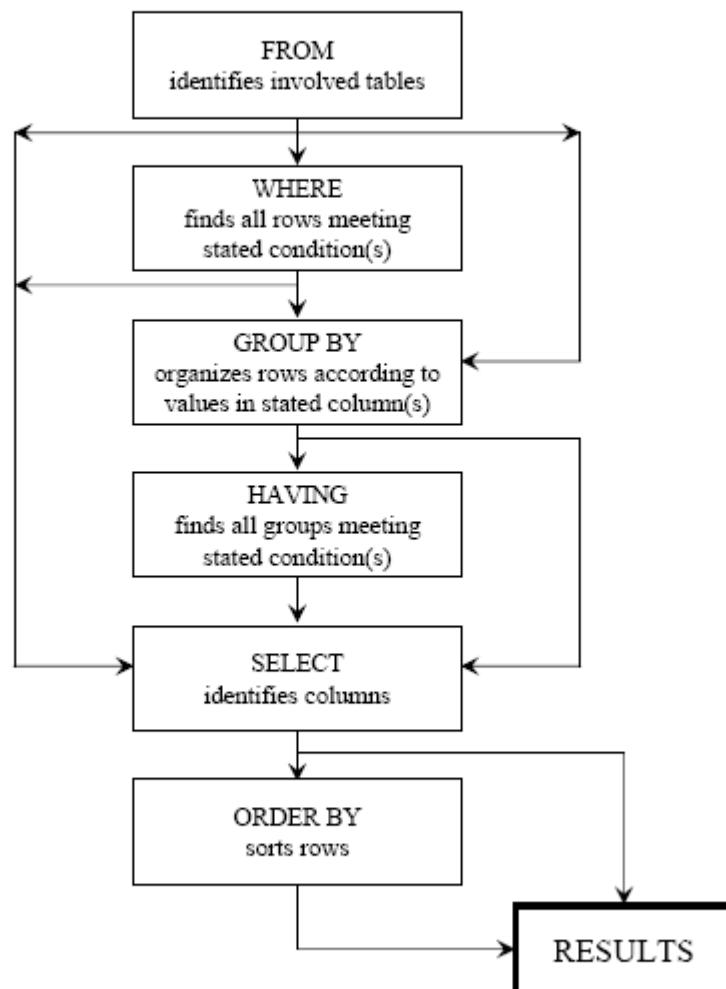 FROM
identifies involved tables
WHERE
finds all rows meeting
stated condition(s)
GROUP BY
organizes rows according to
values in stated column(s)
HAVING
finds all groups meeting
stated condition(s)
SELECT
identifies columns
ORDER BY
sorts rows
RESULTS